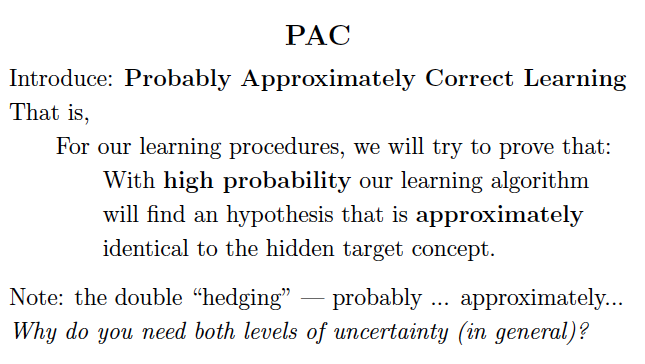 PAC
Introduce: Probably Approximately Correct Learning
That is,
For our learning procedures, we will try to prove that:
With high probability our learning algorithm
will find an hypothesis that is approximately
identical to the hidden target concept.
Note: the double “hedging” — probably ... approximately...
Why do you need both levels of uncertainty (in general)?